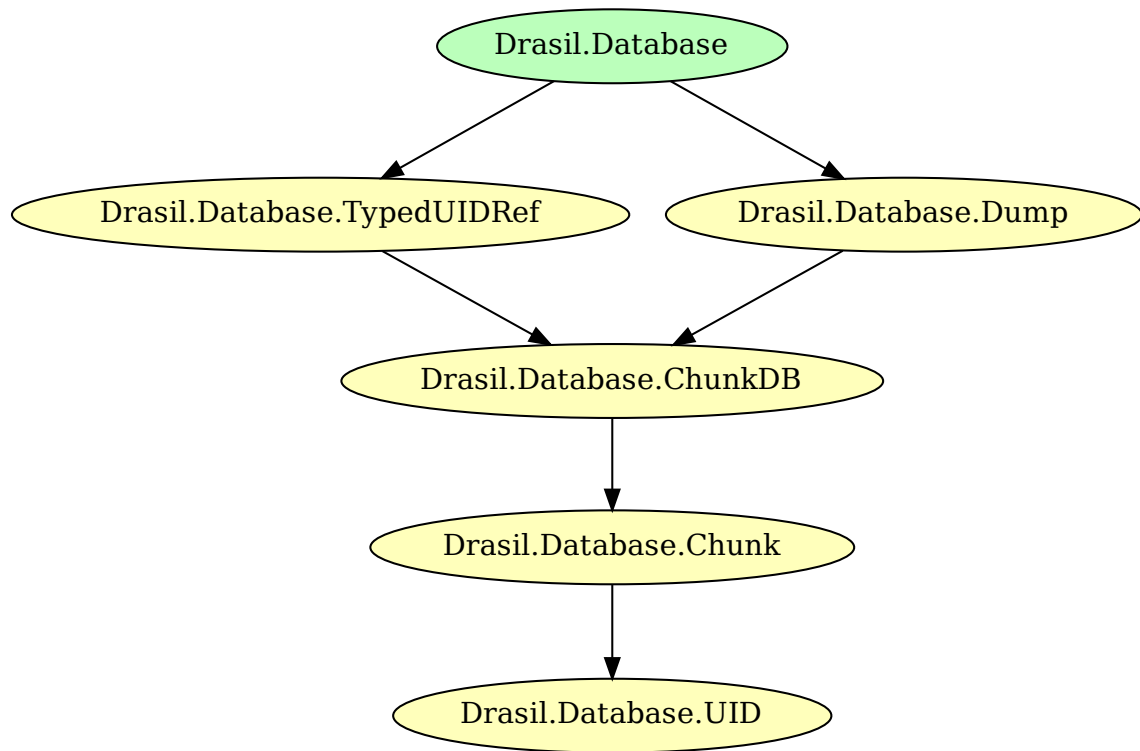 Drasil.Database
Drasil.Database.TypedUIDRef
Drasil.Database.Dump
Drasil.Database.ChunkDB
Drasil.Database.Chunk
Drasil.Database.UID